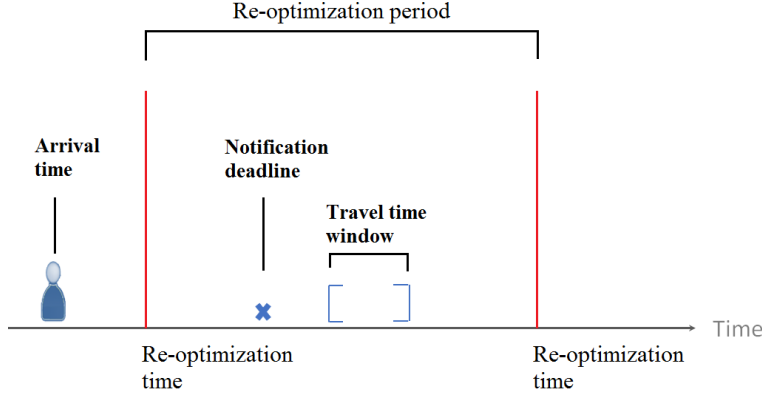 Re-optimization period
Arrival
time
Notification
deadline
Travel time
window
Time
Re-optimization
time
Re-optimization
time